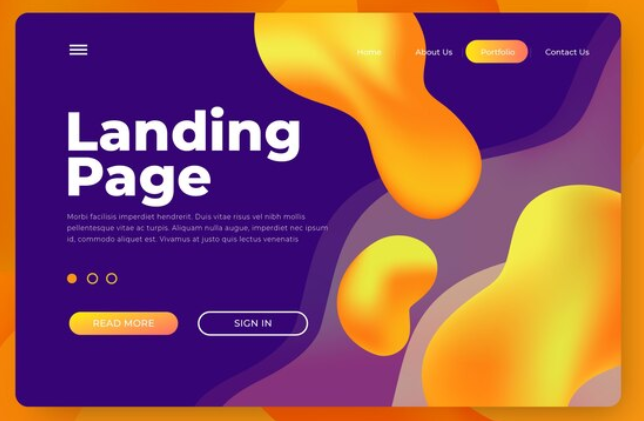 Home About Us Portfolio Contact Us
Landing
Page
Morbi facilisis imperdiet hendrerit. Duis vitae risus vel nibh mollis
pellentesque vitae ac turpis. Aliquam nulla augue, imperdiet nec ipsum
id, commodo aliquet est. Vivamus at justo quis lectus venenatis
READ MORE SIGN IN